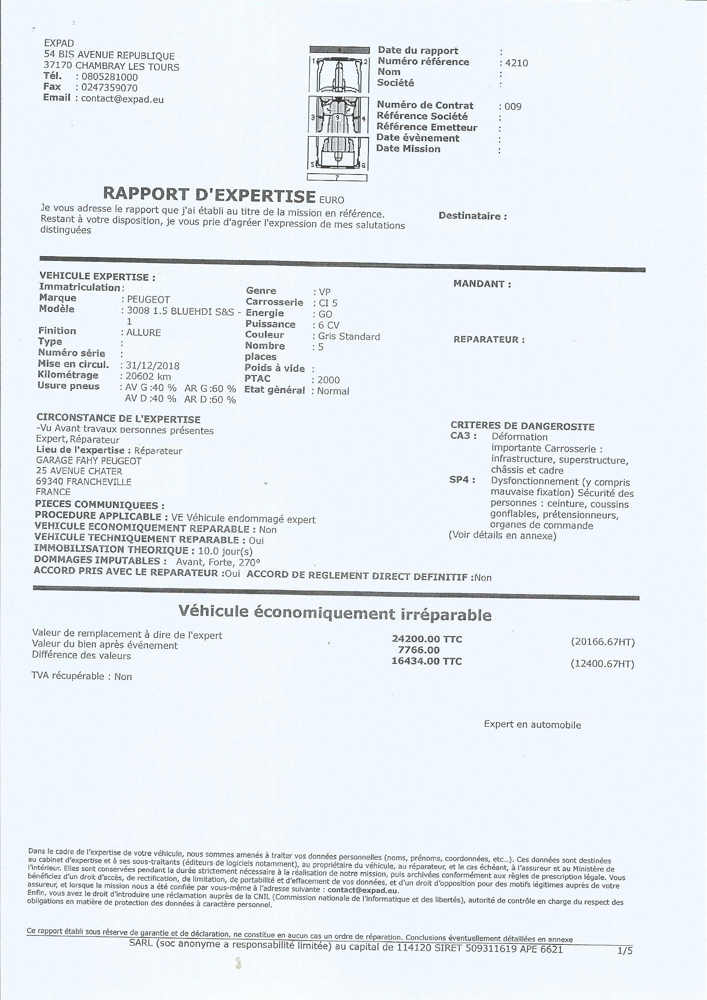 EXPAD
54 BIS AVENUE REPUBLIQUE
37170 CHAMBRAY LES TOURS
Tél. : 0805281000
Fax : 0247359070
Email : contact@expad.eu
1 2
3 9 4
5 6
7
Date du rapport :
Numéro référence : 4210
Nom :
Société :
Numéro de Contrat : 009
Référence Société :
Référence Emetteur :
Date évènement :
Date Mission :
RAPPORT D'EXPERTISE EURO
Je vous adresse le rapport que j'ai établi au titre de la mission en référence.
Restant à votre disposition, je vous prie d'agréer l'expression de mes salutations
distinguées
Destinataire :
VEHICULE EXPERTISE :
Immatriculation :
Marque : PEUGEOT
Modèle : 3008 1.5 BLUEHDI S&S -
1
Finition : ALLURE
Type :
Numéro série :
Mise en circul. : 31/12/2018
Kilométrage : 20602 km
Usure pneus : AV G :40 % AR G :60 %
AV D :40 % AR D :60 %
Genre : VP
Carrosserie : CI 5
Energie : GO
Puissance : 6 CV
Couleur : Gris Standard
Nombre : 5
places
Poids à vide :
PTAC : 2000
Etat général : Normal
MANDANT :
REPARATEUR :
CIRCONSTANCE DE L'EXPERTISE
-Vu Avant travaux personnes présentes
Expert, Réparateur
Lieu de l'expertise : Réparateur
GARAGE FAHY PEUGEOT
25 AVENUE CHATER
69340 FRANCHEVILLE
FRANCE
PIECES COMMUNIQUEES :
PROCEDURE APPLICABLE : VE Véhicule endommagé expert
VEHICULE ECONOMIQUEMENT REPARABLE : Non
VEHICULE TECHNIQUEMENT REPARABLE : Oui
IMMOBILISATION THEORIQUE : 10.0 jour(s)
DOMMAGES IMPUTABLES : Avant, Forte, 270°
ACCORD PRIS AVEC LE REPARATEUR :Oui ACCORD DE REGLEMENT DIRECT DEFINITIF :Non
CRITERES DE DANGEROSITE
CA3 : Déformation
importante Carrosserie :
infrastructure, superstructure,
châssis et cadre
SP4 : Dysfonctionnement (y compris
mauvaise fixation) Sécurité des
personnes : ceinture, coussins
gonflables, prétensionneurs,
organes de commande
(Voir détails en annexe)
Véhicule économiquement irréparable
Valeur de remplacement à dire de l'expert 24200.00 TTC (20166.67HT)
Valeur du bien après événement 7766.00
Différence des valeurs 16434.00 TTC (12400.67HT)
TVA récupérable : Non
Expert en automobile
Dans le cadre de l'expertise de votre véhicule, nous sommes amenés à traiter vos données personnelles (noms, prénoms, coordonnées, etc...). Ces données sont destinées
au cabinet d'expertise et à ses sous-traitants (éditeurs de logiciels notamment), au propriétaire du véhicule, au réparateur, et le cas échéant, à l'assureur et au Ministère de
l'intérieur. Elles sont conservées pendant la durée strictement nécessaire à la réalisation de notre mission, puis archivées conformément aux règles de prescription légale. Vous
bénéficiez d'un droit d'accès, de rectification, de limitation, de portabilité et d'effacement de vos données, et d'un droit d'opposition pour des motifs légitimes auprès de votre
assureur, et lorsque la mission nous a été confiée par vous-même à l'adresse suivante : contact@expad.eu.
Enfin, vous avez le droit d'introduire une réclamation auprès de la CNIL (Commission nationale de l'informatique et des libertés), autorité de contrôle en charge du respect des
obligations en matière de protection des données à caractère personnel.
Ce rapport établi sous réserve de garantie et de déclaration, ne constitue en aucun cas un ordre de réparation. Conclusions éventuellement détaillées en annexe
SARL (soc anonyme a responsabilité limitée) au capital de 114120 SIRET 509311619 APE 6621 1/5